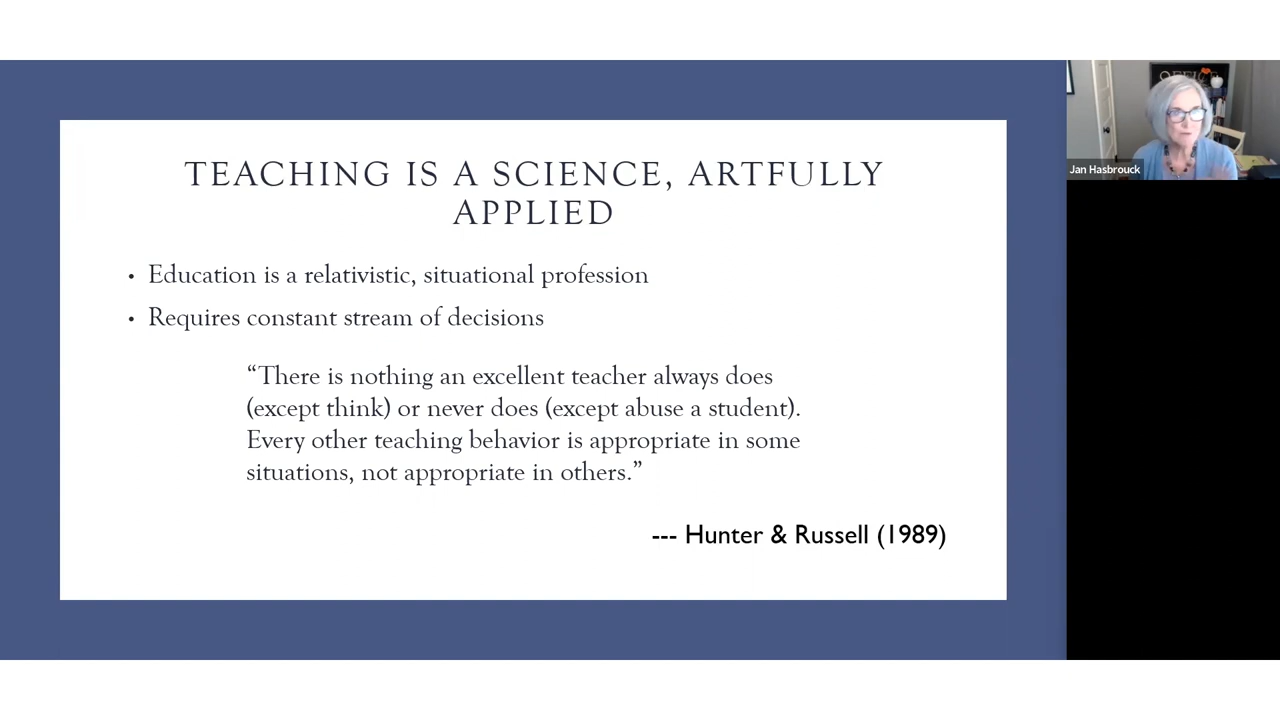 TEACHING IS A SCIENCE, ARTFULLY
APPLIED
• Education is a relativistic, situational profession
• Requires constant stream of decisions
“There is nothing an excellent teacher always does
(except think) or never does (except abuse a student).
Every other teaching behavior is appropriate in some
situations, not appropriate in others.”
--- Hunter & Russell (1989)
OFFICE
Jan Hasbrouck